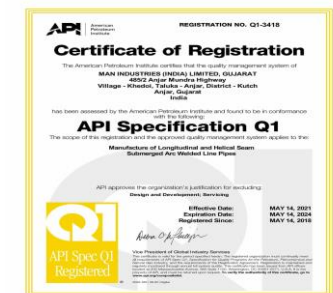 API
American
Petroleum
Institute
REGISTRATION NO. Q1-3418
Certificate of Registration
The American Petroleum Institute certifies that the quality management system of
MAN INDUSTRIES (INDIA) LIMITED, GUJARAT
485/2 Anjar Mundra Highway
Village - Khedoi, Taluka - Anjar, District - Kutch
Anjar, Gujarat
India
has been assessed by the American Petroleum Institute and found to be in conformance
with the following:
API Specification Q1
The scope of this registration and the approved quality management system applies to the:
Manufacture of Longitudinal and Helical Seam
Submerged Arc Welded Line Pipes
API approves the organization's justification for excluding:
Design and Development; Servicing
Q1
API Spec Q1
Registered
Effective Date: MAY 14, 2021
Expiration Date: MAY 14, 2024
Registered Since: MAY 14, 2018
Vice President of Global Industry Services